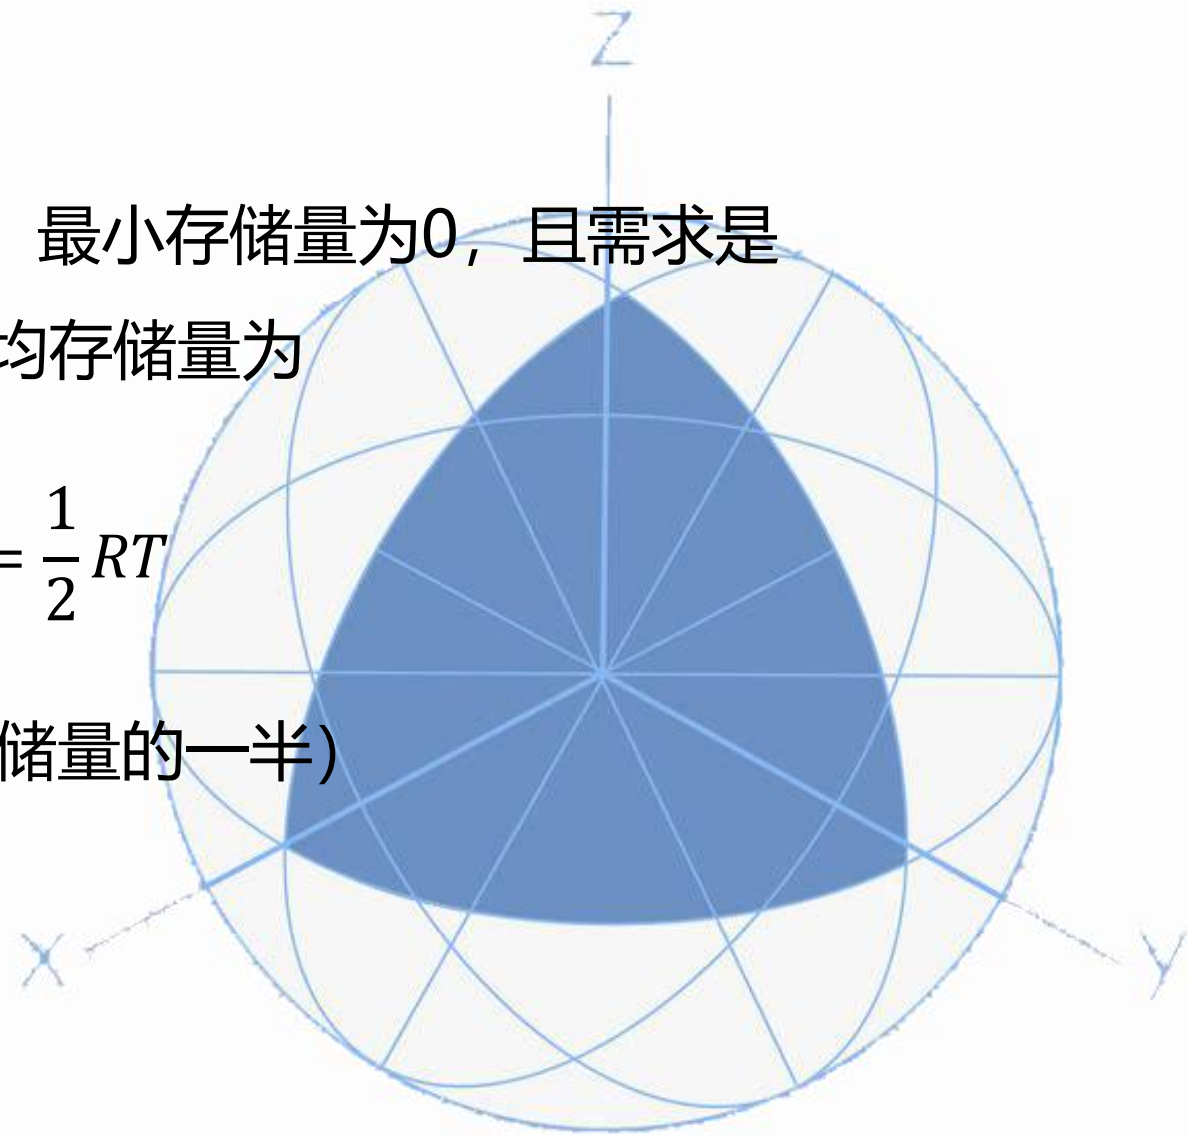 Z
最小存储量为0，且需求是
均存储量为
= 1/2 RT
储量的一半)
X
Y